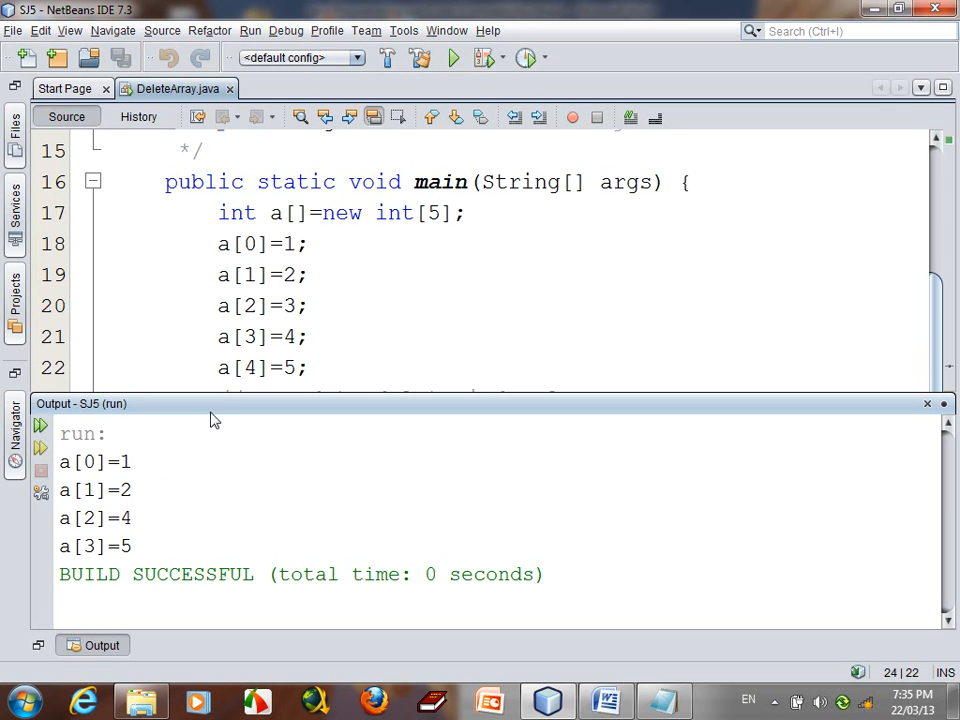 SJ5 - NetBeans IDE 7.3
File Edit View Navigate Source Refactor Run Debug Profile Team Tools Window Help
Search (Ctrl+I)
<default config>
Start Page
DeleteArray.java
Source History
Files
Services
Projects
Navigator
15 */
16 public static void main(String[] args) {
17 int a[]=new int[5];
18 a[0]=1;
19 a[1]=2;
20 a[2]=3;
21 a[3]=4;
22 a[4]=5;
Output - SJ5 (run)
run:
a[0]=1
a[1]=2
a[2]=4
a[3]=5
BUILD SUCCESSFUL (total time: 0 seconds)
Output
24|22 INS
EN
7:35 PM
22/03/13